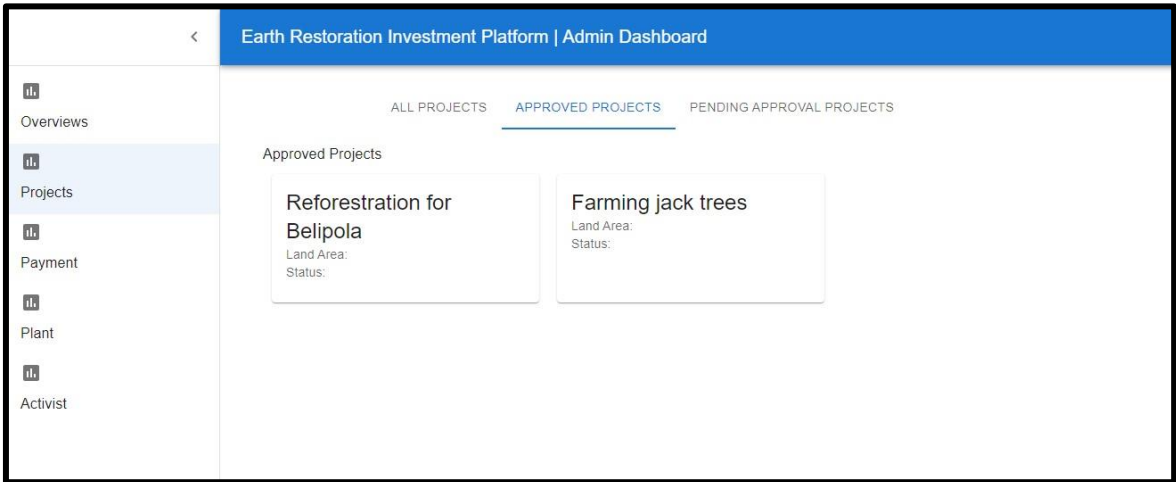 Earth Restoration Investment Platform | Admin Dashboard
Overviews
Projects
Payment
Plant
Activist
ALL PROJECTS
APPROVED PROJECTS
PENDING APPROVAL PROJECTS
Approved Projects
Reforestration for
Belipola
Land Area:
Status:
Farming jack trees
Land Area:
Status: